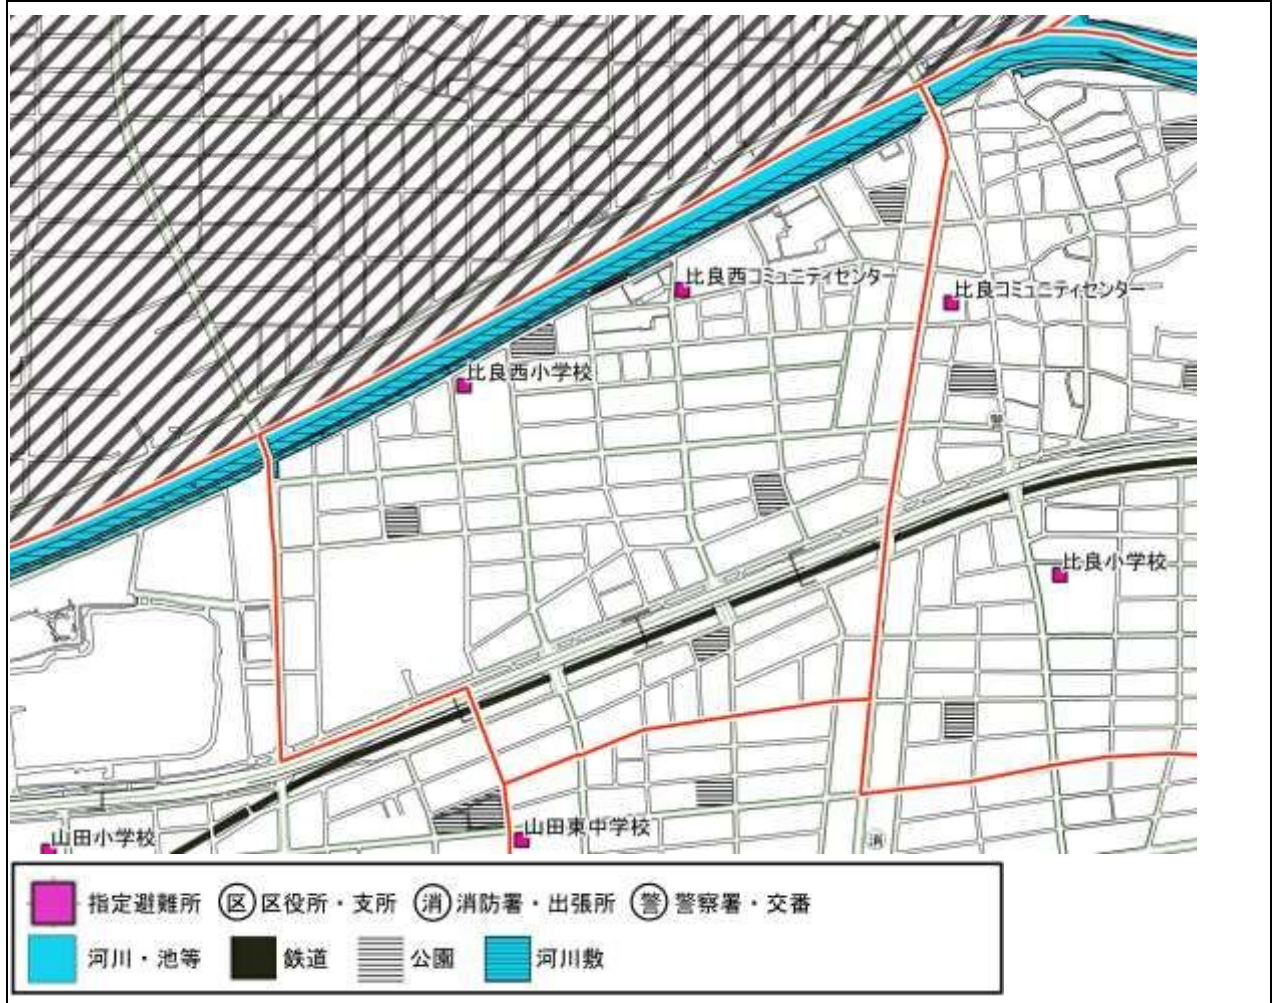 比良西コミュニティセンター
比良コミュニティセンター
比良西小学校
比良小学校
山田東中学校
消
山田小学校
指定避難所 区 区役所・支所 消 消防署・出張所 警 警察署・交番
河川・池等 鉄道 公園 河川敷